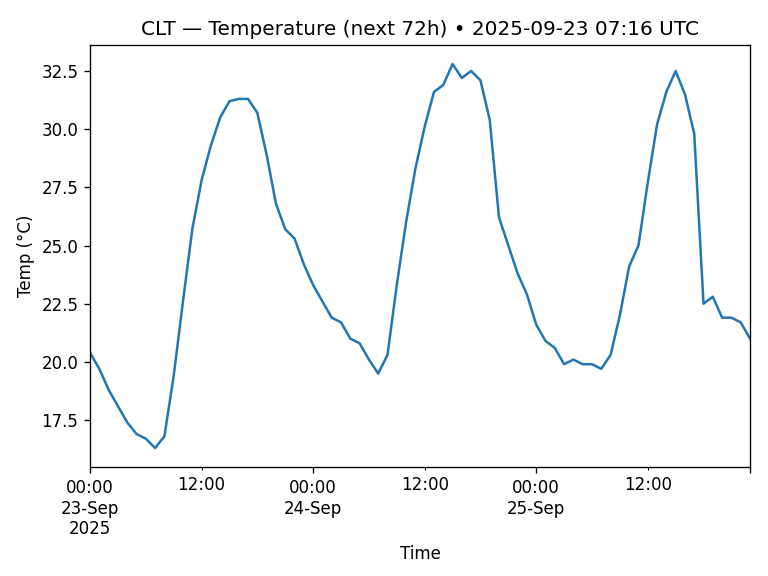 CLT — Temperature (next 72h) • 2025-09-23 07:16 UTC
32.5
30.0
27.5
25.0
22.5
20.0
17.5
Temp (°C)
00:00 12:00 00:00 12:00 00:00 12:00
23-Sep 24-Sep 25-Sep
2025
Time